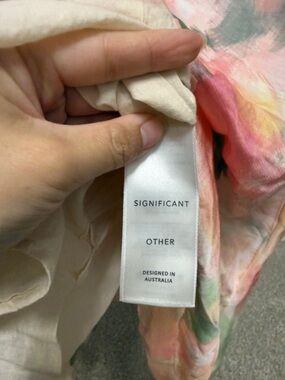 SIGNIFICANT
OTHER
DESIGNED IN
AUSTRALIA